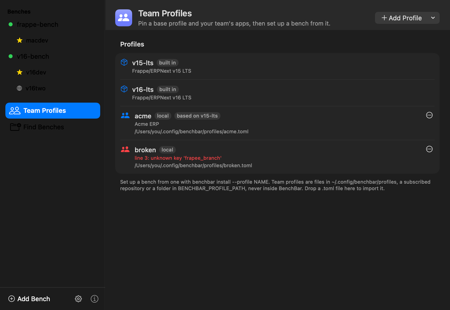 Benches
frappe-bench
macdev
v16-bench
v16dev
v16two
Team Profiles
Find Benches
Add Bench
Team Profiles
Pin a base profile and your team's apps, then set up a bench from it.
Add Profile
Profiles
v15-lts built in
Frappe/ERPNext v15 LTS
v16-lts built in
Frappe/ERPNext v16 LTS
acme local based on v15-lts
Acme ERP
/Users/you/.config/benchbar/profiles/acme.toml
broken local
line 3: unknown key 'frapee_branch'
/Users/you/.config/benchbar/profiles/broken.toml
Set up a bench from one with benchbar install --profile NAME. Team profiles are files in ~/.config/benchbar/profiles, a subscribed
repository or a folder in BENCHBAR_PROFILE_PATH, never inside BenchBar. Drop a .toml file here to import it.